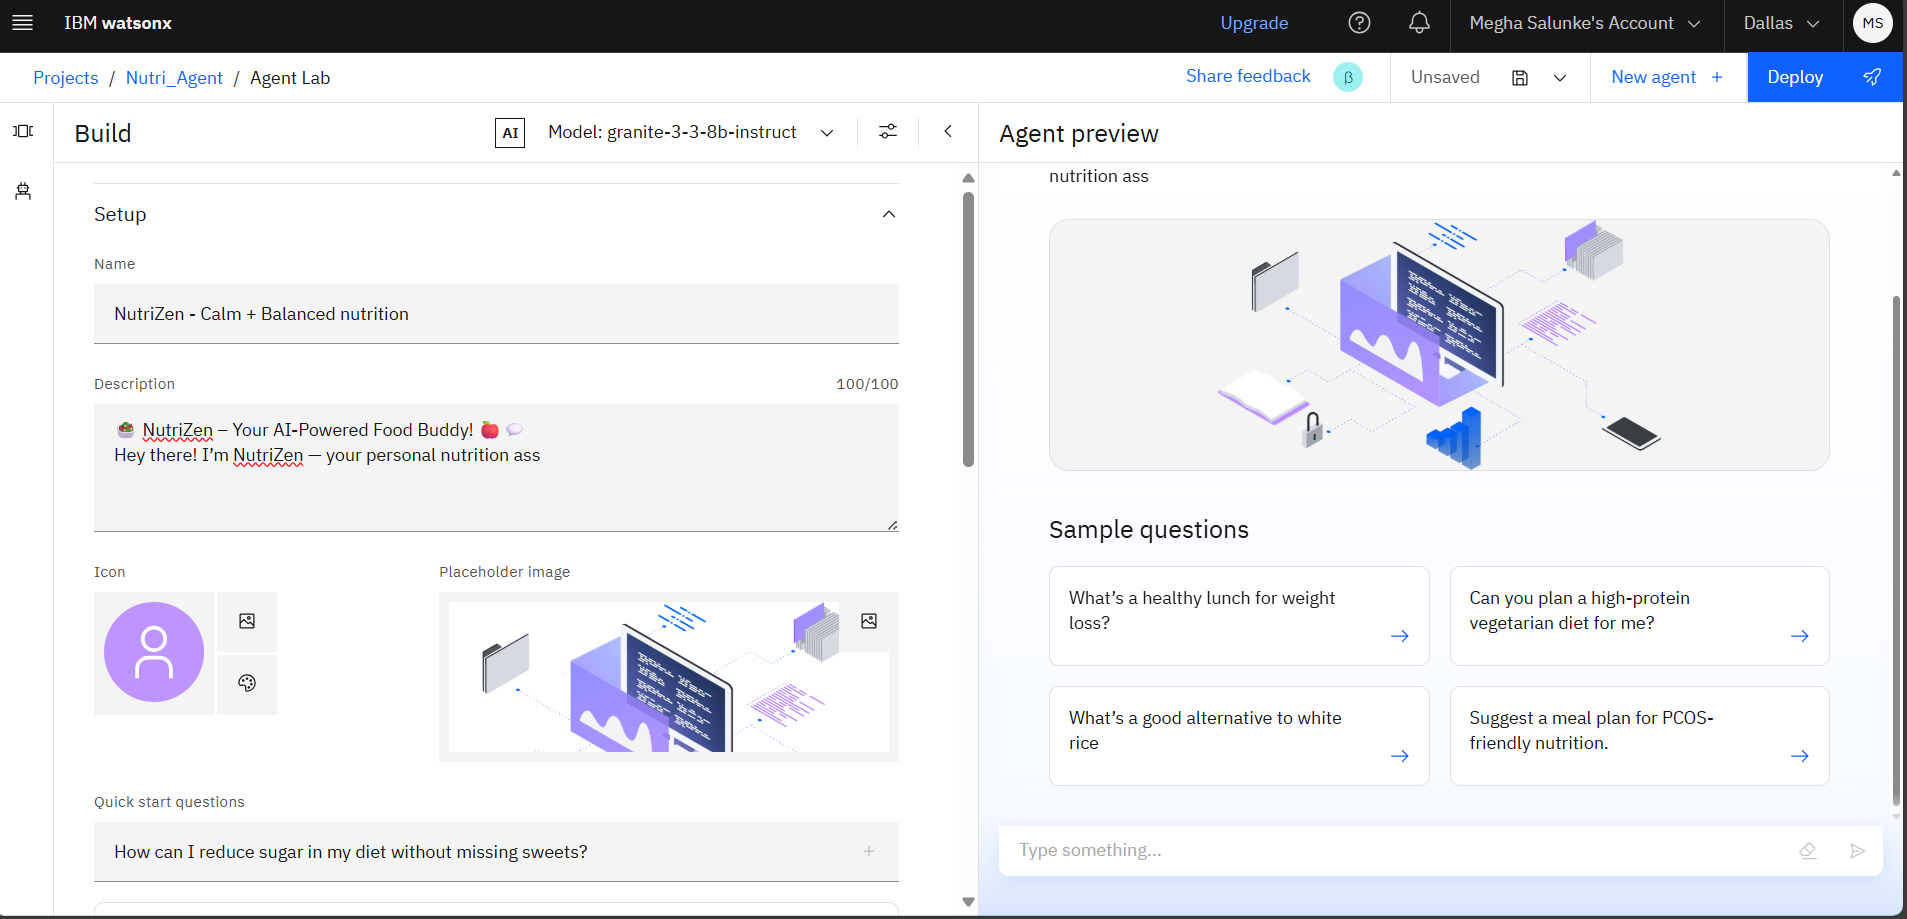 IBM watsonx
Upgrade
Megha Salunke's Account
Dallas
MS
Projects / Nutri_Agent / Agent Lab
Share feedback
β
Unsaved
New agent +
Deploy
Build
AI
Model: granite-3-3-8b-instruct
Agent preview
Setup
Name
NutriZen - Calm + Balanced nutrition
Description
100/100
🥗 NutriZen – Your AI-Powered Food Buddy! 🍎 💬
Hey there! I’m NutriZen — your personal nutrition ass
Icon
Placeholder image
Quick start questions
How can I reduce sugar in my diet without missing sweets?
nutrition ass
Sample questions
What’s a healthy lunch for weight
loss?
Can you plan a high-protein
vegetarian diet for me?
What’s a good alternative to white
rice
Suggest a meal plan for PCOS-
friendly nutrition.
Type something...